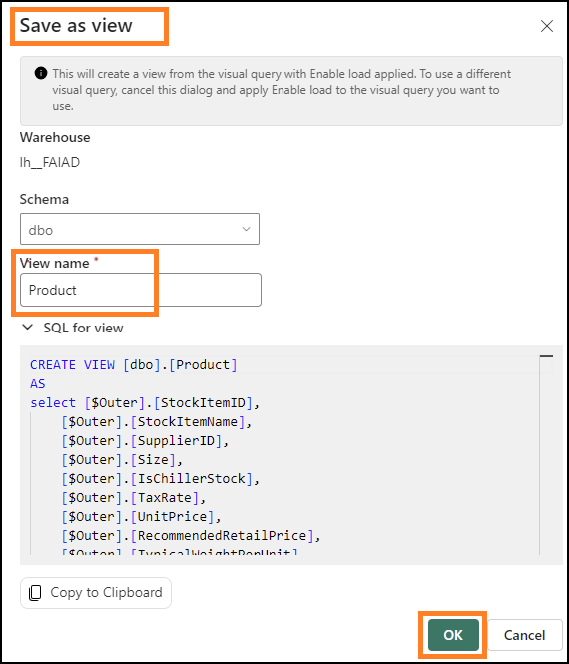 Save as view
This will create a view from the visual query with Enable load applied. To use a different
visual query, cancel this dialog and apply Enable load to the visual query you want to
use.
Warehouse
lh__FAIAD
Schema
dbo
View name *
Product
SQL for view
CREATE VIEW [dbo].[Product]
AS
select [$Outer].[StockItemID],
[$Outer].[StockItemName],
[$Outer].[SupplierID],
[$Outer].[Size],
[$Outer].[IsChillerStock],
[$Outer].[TaxRate],
[$Outer].[UnitPrice],
[$Outer].[RecommendedRetailPrice],
[$Outer].[TypicalWeightPerUnit]
Copy to Clipboard
OK
Cancel